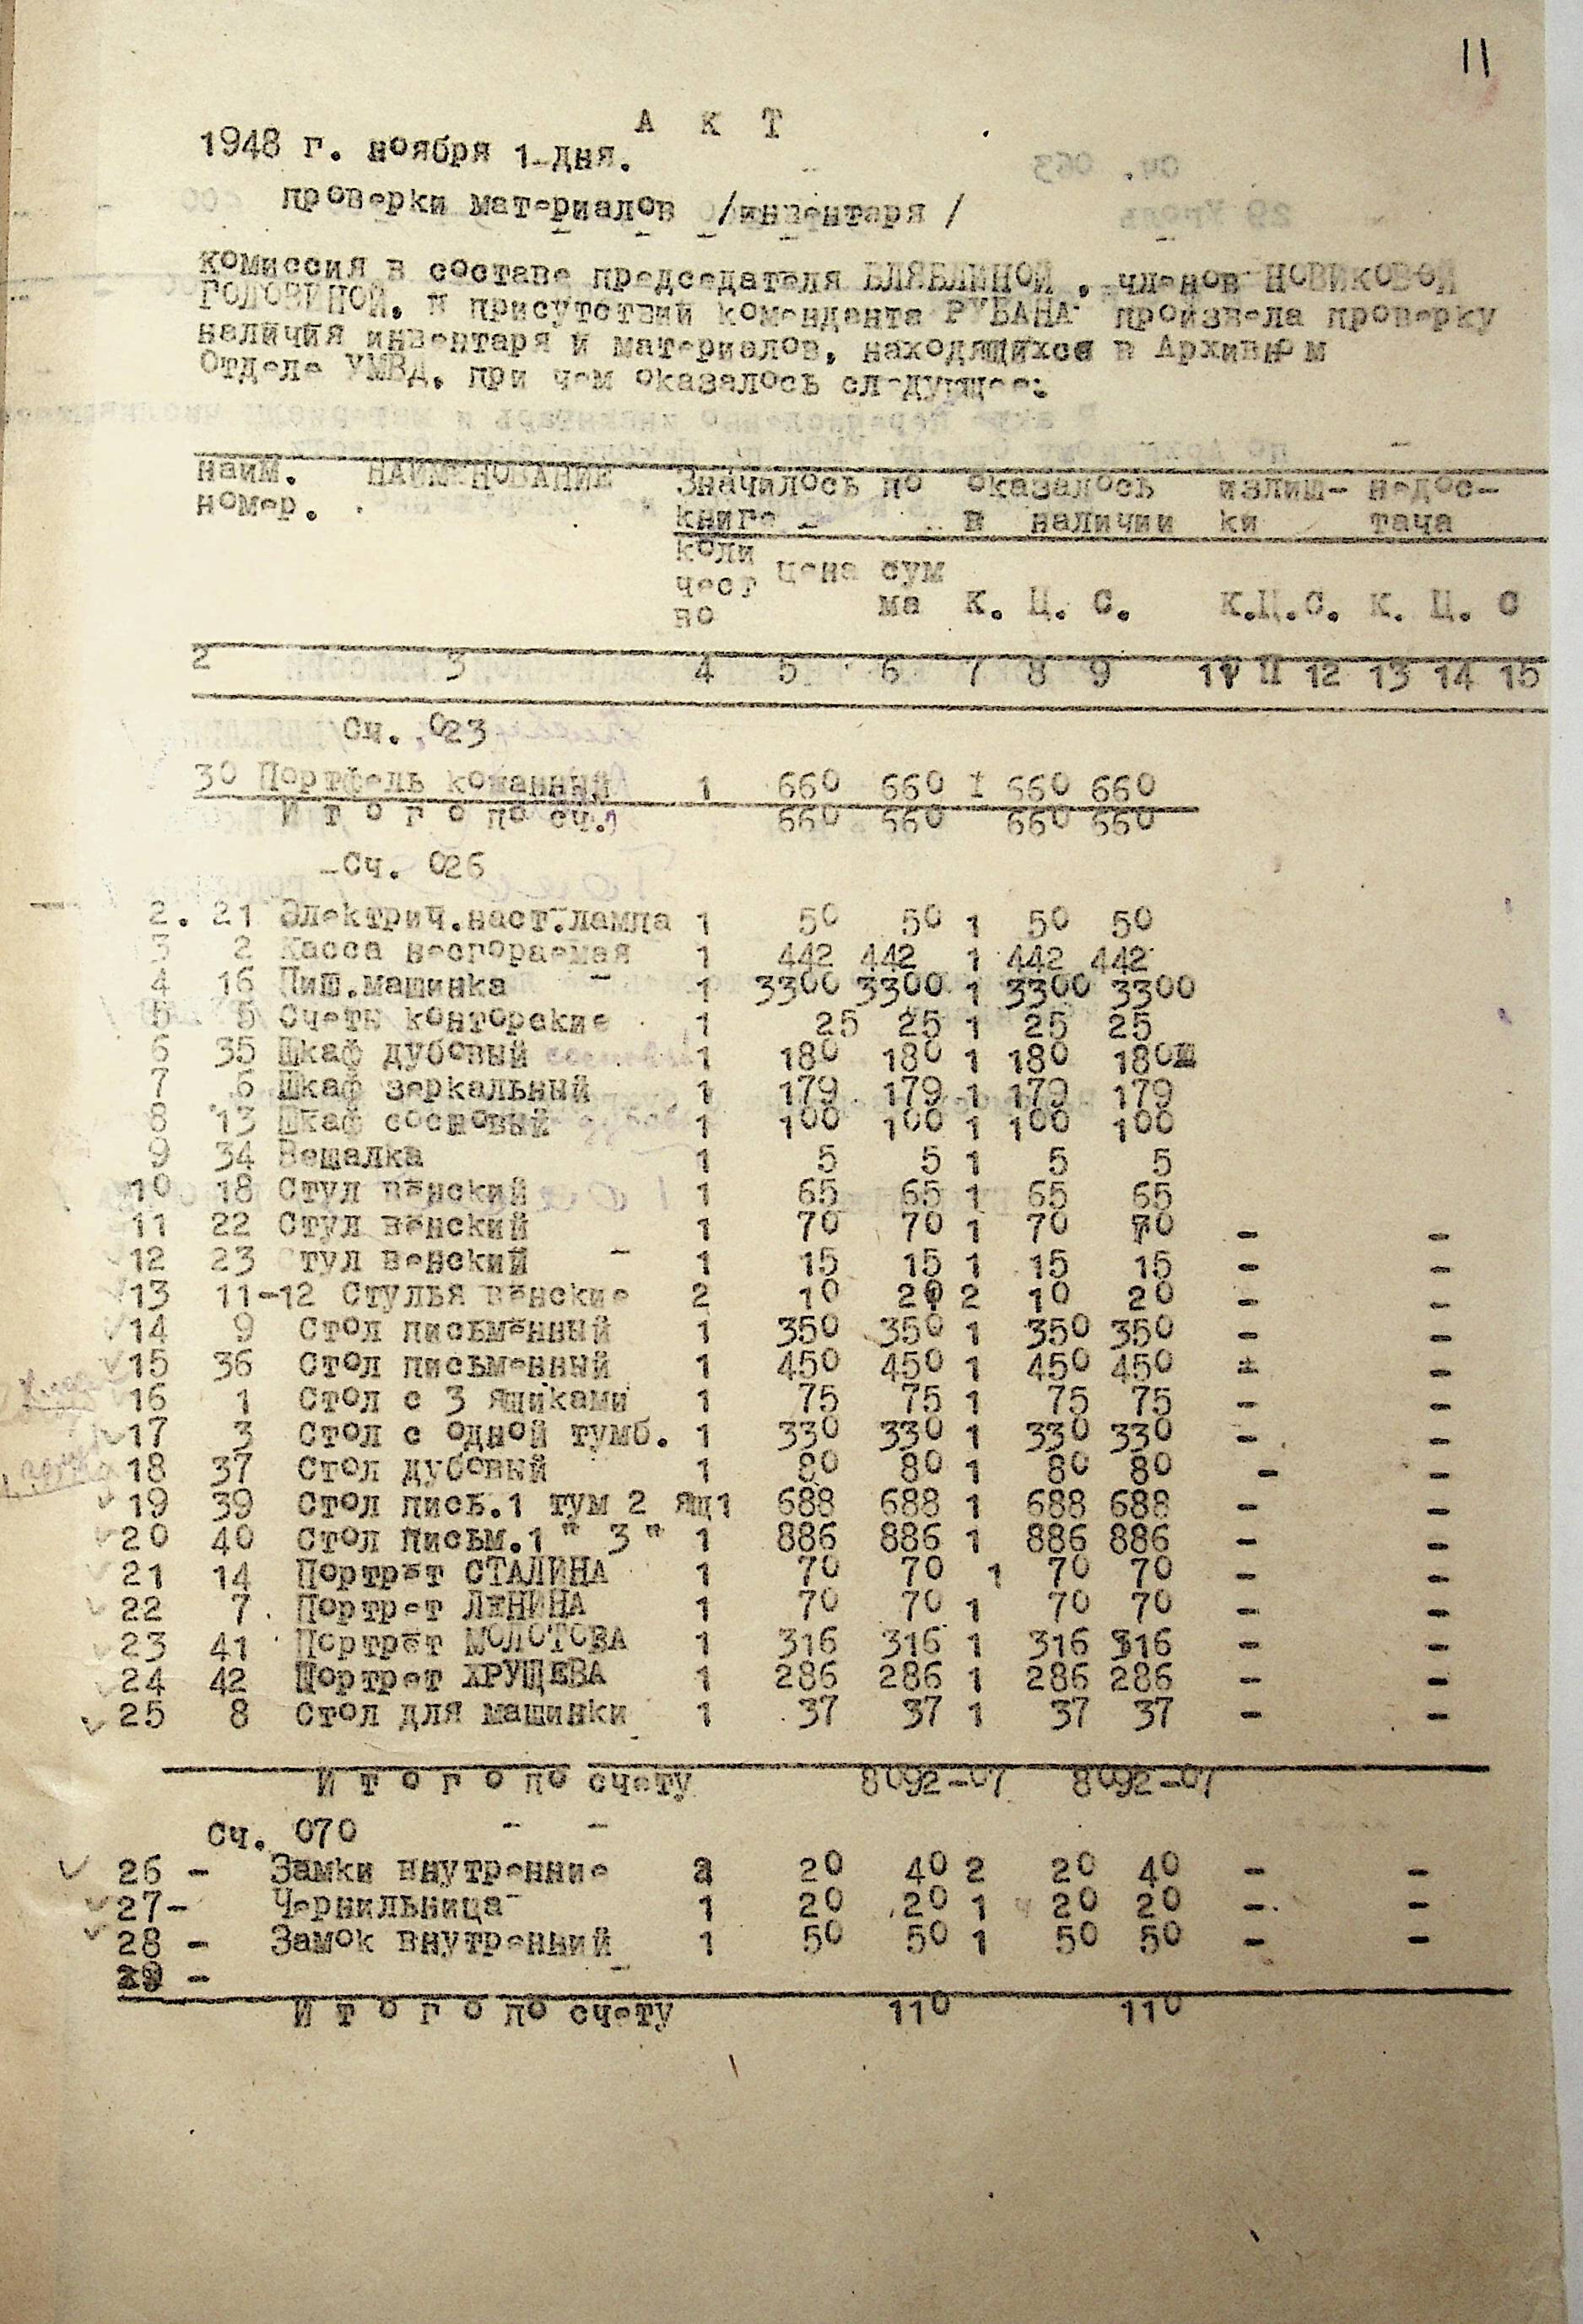 11
А К Т
1948 г. ноября 1-дня.
проверки материалов /инвентаря /
комиссия в составе председателя БЛЯБЛИНОЙ , членов НОВИКОВОЙ
ГОЛОВЕНОЙ, в присутствий коменданта РУБАНА произвела проверку
наличия инвентаря и материалов, находящихся в Архивн м
Отделе УМВД, при чем оказалось следующее:
наим. НАИМЕНОВАНИЕ Значилось по оказалось излиш- недос-
номер. книге - в наличии ки тача
коли
чест цена сум
во ма К. Ц. С. К.Ц.С. К. Ц. С
2 3 4 5 6 7 8 9 10 11 12 13 14 15
Сч. 023
30 Портфель кожанный 1 660 660 1 660 660
И т о г о по сч. 660 660 660 660
-Сч. 026
2. 21 Электрич.наст.лампа 1 50 50 1 50 50
3 2 Касса несгораемая 1 442 442 1 442 442
4 16 Пиш.машинка - 1 3300 3300 1 3300 3300
5 5 Счеты конторские 1 25 25 1 25 25
6 35 Шкаф дубовый 1 180 180 1 180 180
7 6 Шкаф зеркальный 1 179 179 1 179 179
8 13 Шкаф сосновый 1 100 100 1 100 100
9 34 Вешалка 1 5 5 1 5 5
10 18 Стул венский 1 65 65 1 65 65
11 22 Стул венский 1 70 70 1 70 70 - -
12 23 Стул венский - 1 15 15 1 15 15 - -
13 11-12 Стулья венские 2 10 20 2 10 20 - -
14 9 Стол письменный 1 350 350 1 350 350 - -
15 36 Стол письменный 1 450 450 1 450 450 - -
16 1 Стол с 3 ящиками 1 75 75 1 75 75 - -
17 3 Стол с одной тумб. 1 330 330 1 330 330 - -
18 37 Стол дубовый 1 80 80 1 80 80 - -
19 39 Стол пись.1 тум 2 ящ1 688 688 1 688 688 - -
20 40 Стол письм.1 " 3 " 1 886 886 1 886 886 - -
21 14 Портрет СТАЛИНА 1 70 70 1 70 70 - -
22 7 Портрет ЛЕНИНА 1 70 70 1 70 70 - -
23 41 Портрет МОЛОТОВА 1 316 316 1 316 316 - -
24 42 Портрет ХРУЩЕВА 1 286 286 1 286 286 - -
25 8 Стол для машинки 1 37 37 1 37 37 - -
И т о г о по счету 8092-07 8092-07
Сч. 070 - -
26 - Замки внутренние 2 20 40 2 20 40 - -
27- Чернильница - 1 20 20 1 20 20 - -
28 - Замок внутренний 1 50 50 1 50 50 - -
29 - -
И т о г о по счету 110 110